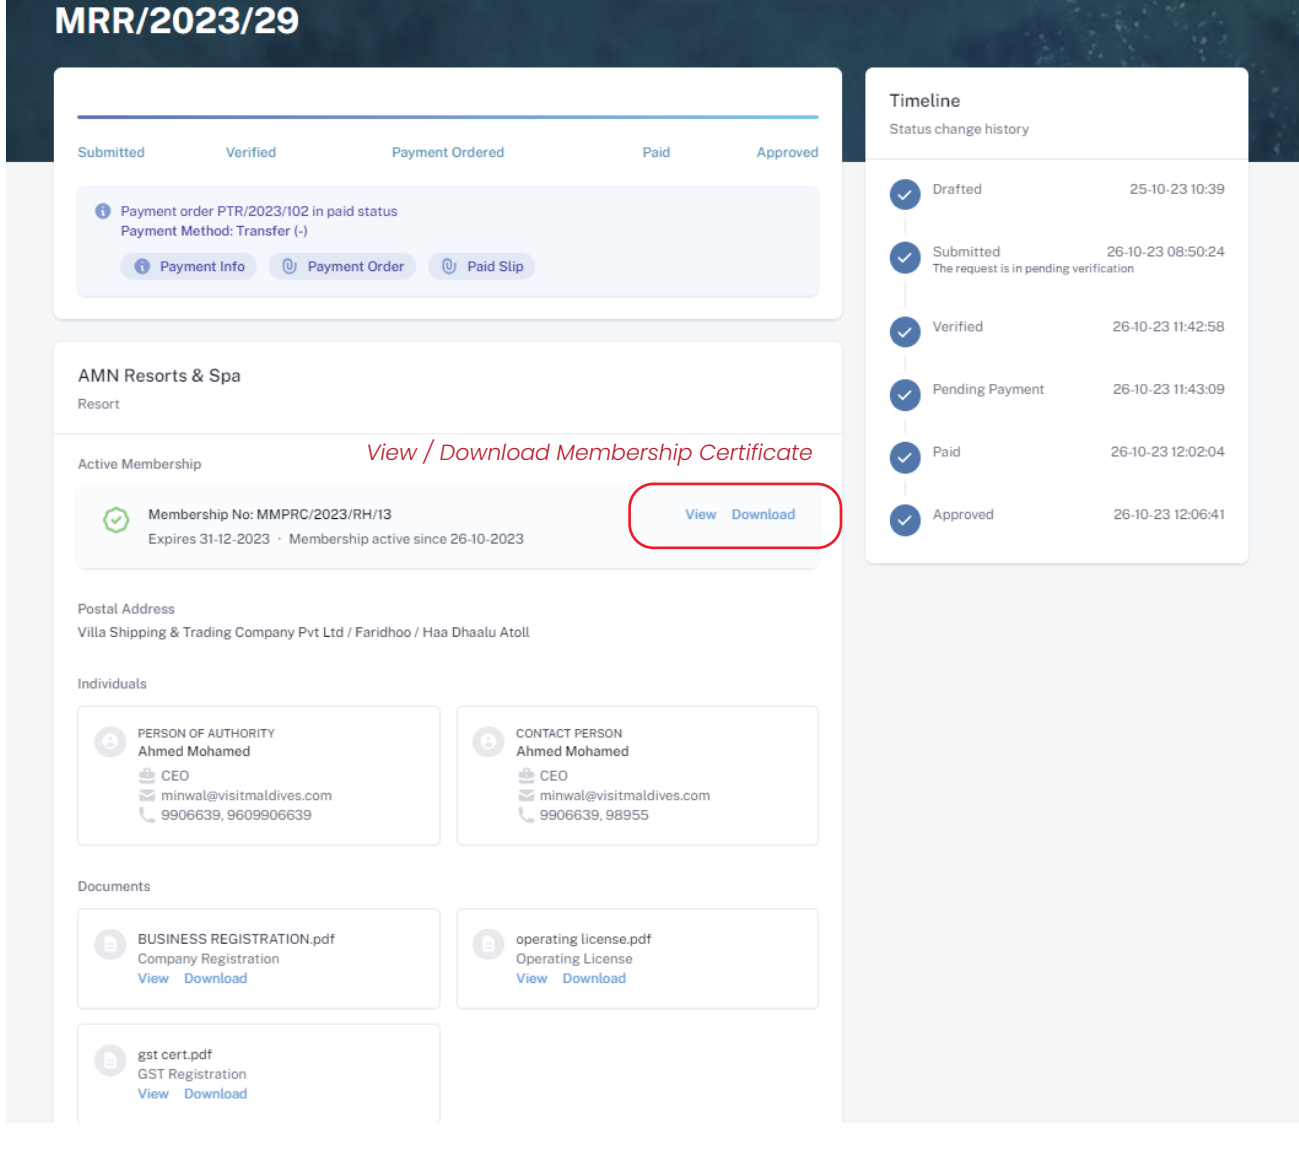 MRR/2023/29
Submitted Verified Payment Ordered Paid Approved
Payment order PTR/2023/102 in paid status
Payment Method: Transfer (-)
Payment Info Payment Order Paid Slip
AMN Resorts & Spa
Resort
View / Download Membership Certificate
Active Membership
Membership No: MMPRC/2023/RH/13
View Download
Expires 31-12-2023 · Membership active since 26-10-2023
Postal Address
Villa Shipping & Trading Company Pvt Ltd / Faridhoo / Haa Dhaalu Atoll
Individuals
PERSON OF AUTHORITY
Ahmed Mohamed
CEO
minwal@visitmaldives.com
9906639, 9609906639
CONTACT PERSON
Ahmed Mohamed
CEO
minwal@visitmaldives.com
9906639, 98955
Documents
BUSINESS REGISTRATION.pdf
Company Registration
View Download
operating license.pdf
Operating License
View Download
gst cert.pdf
GST Registration
View Download
Timeline
Status change history
Drafted 25-10-23 10:39
Submitted 26-10-23 08:50:24
The request is in pending verification
Verified 26-10-23 11:42:58
Pending Payment 26-10-23 11:43:09
Paid 26-10-23 12:02:04
Approved 26-10-23 12:06:41